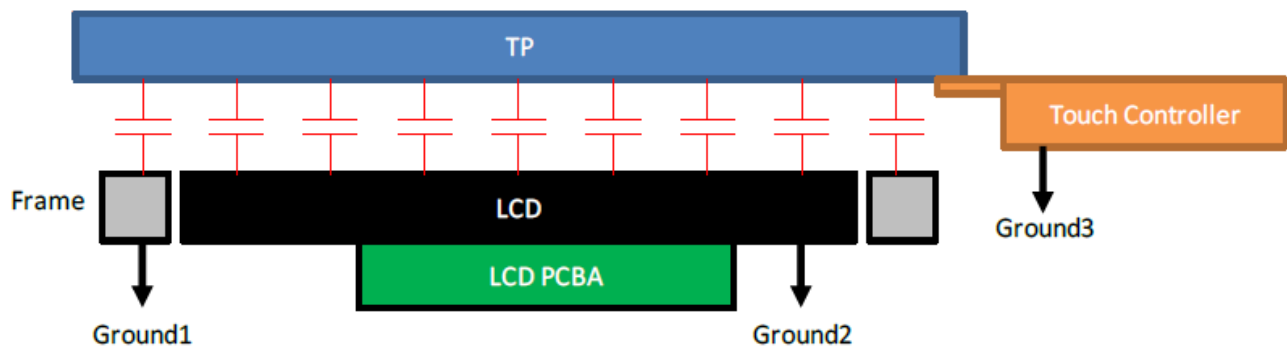 TP
Touch Controller
Frame
LCD
Ground3
LCD PCBA
Ground1
Ground2